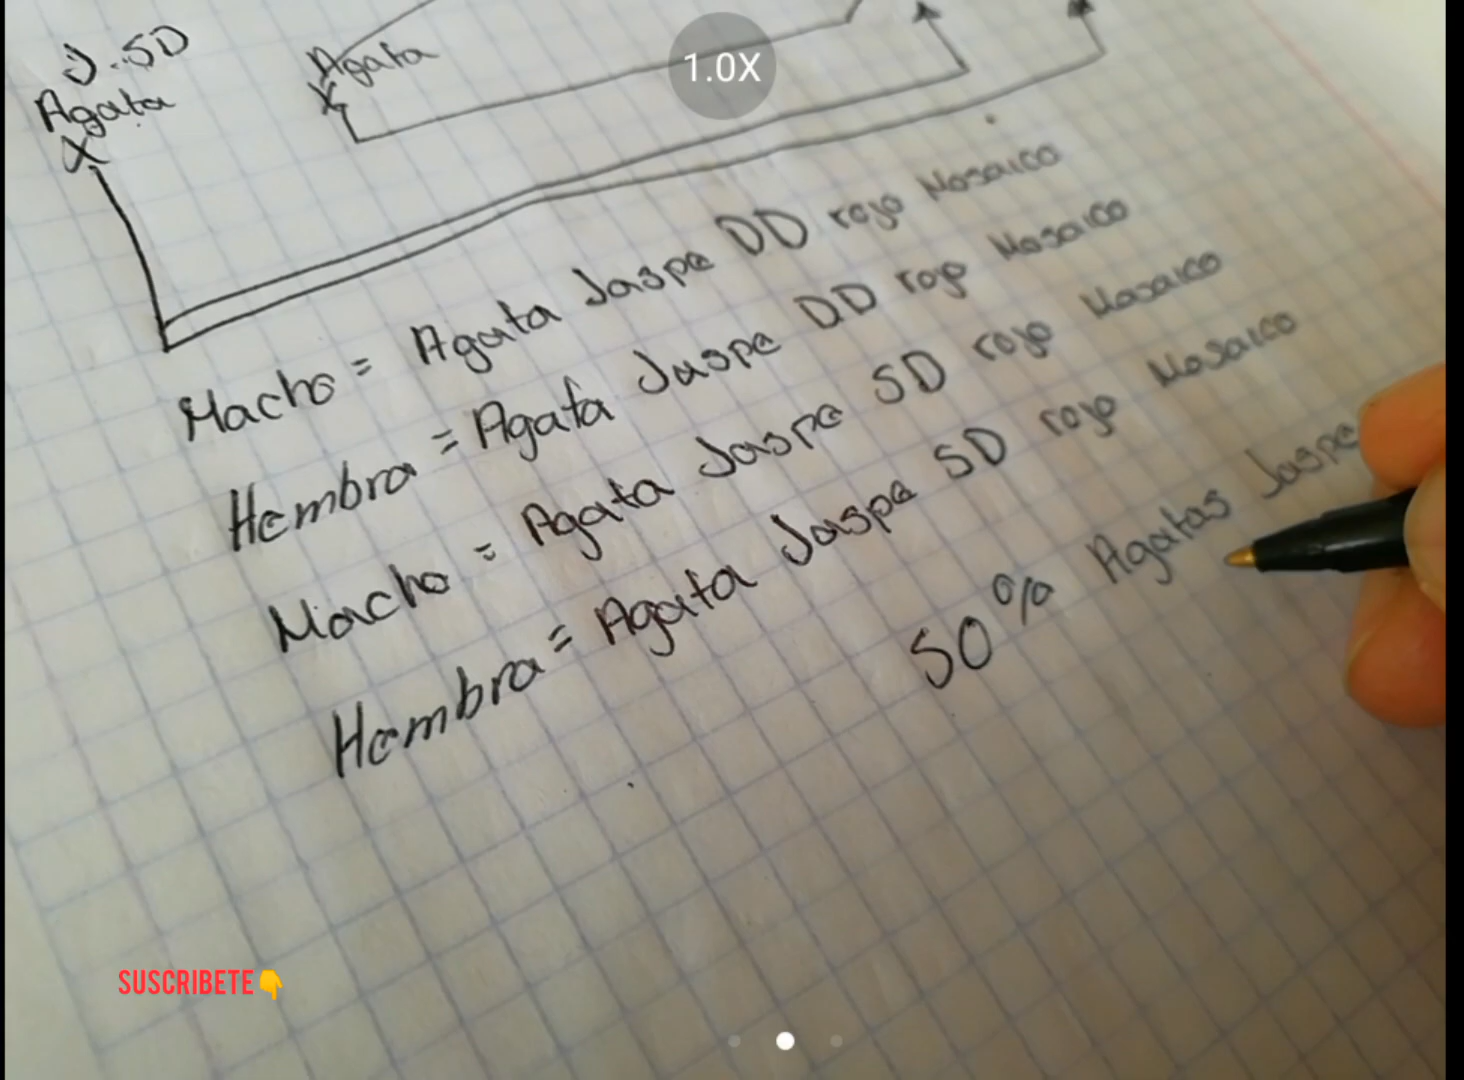 J.SD
Agata
X
Agata
X
1.0X
Macho = Agata Jaspe DD rojo Mosaico
Hembra = Agata Jaspe DD rojo Mosaico
Macho = Agata Jaspe SD rojo Mosaico
Hembra = Agata Jaspe SD rojo Mosaico
50% Agatas Jaspe
SUSCRIBETE👇